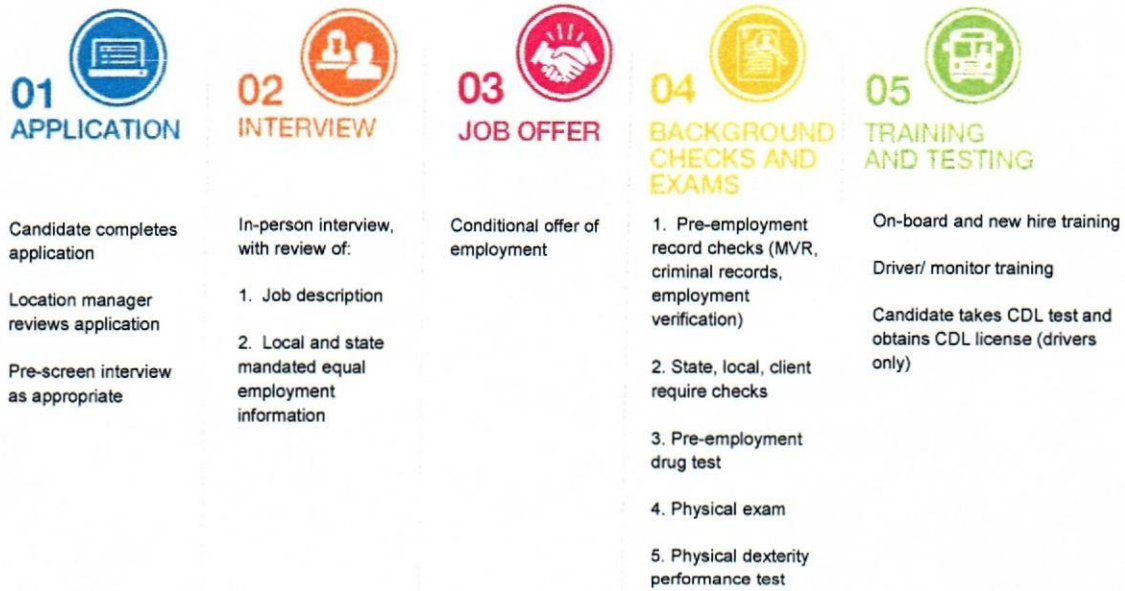 01
APPLICATION
Candidate completes
application
Location manager
reviews application
Pre-screen interview
as appropriate
02
INTERVIEW
In-person interview,
with review of:
1. Job description
2. Local and state
mandated equal
employment
information
03
JOB OFFER
Conditional offer of
employment
04
BACKGROUND
CHECKS AND
EXAMS
1. Pre-employment
record checks (MVR,
criminal records,
employment
verification)
2. State, local, client
require checks
3. Pre-employment
drug test
4. Physical exam
5. Physical dexterity
performance test
05
TRAINING
AND TESTING
On-board and new hire training
Driver/ monitor training
Candidate takes CDL test and
obtains CDL license (drivers
only)